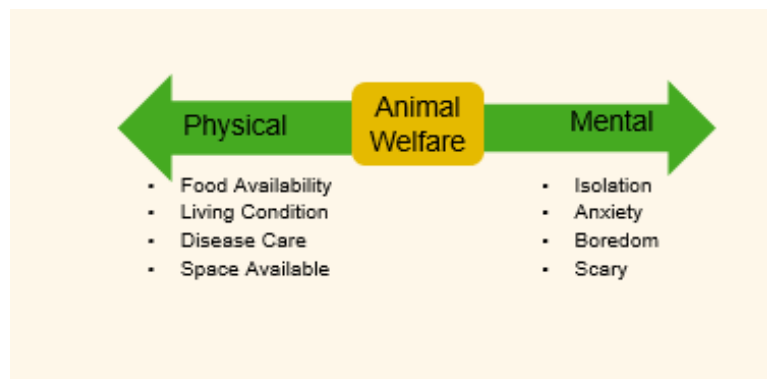 Physical
Animal
Welfare
Mental
▪ Food Availability
▪ Living Condition
▪ Disease Care
▪ Space Available
▪ Isolation
▪ Anxiety
▪ Boredom
▪ Scary